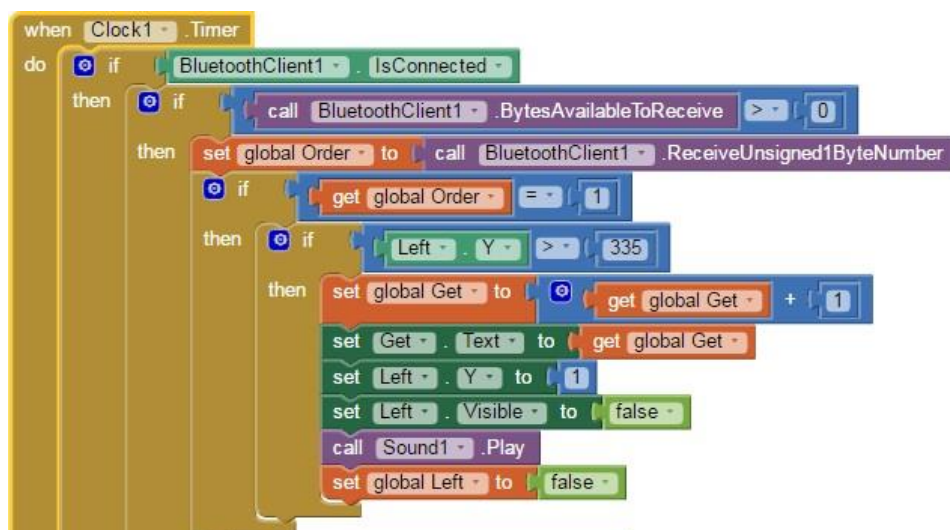 when Clock1 .Timer
do if BluetoothClient1 . IsConnected
then if call BluetoothClient1 .BytesAvailableToReceive > 0
then set global Order to call BluetoothClient1 .ReceiveUnsigned1ByteNumber
if get global Order = 1
then if Left . Y > 335
then set global Get to get global Get + 1
set Get . Text to get global Get
set Left . Y to 1
set Left . Visible to false
call Sound1 .Play
set global Left to false